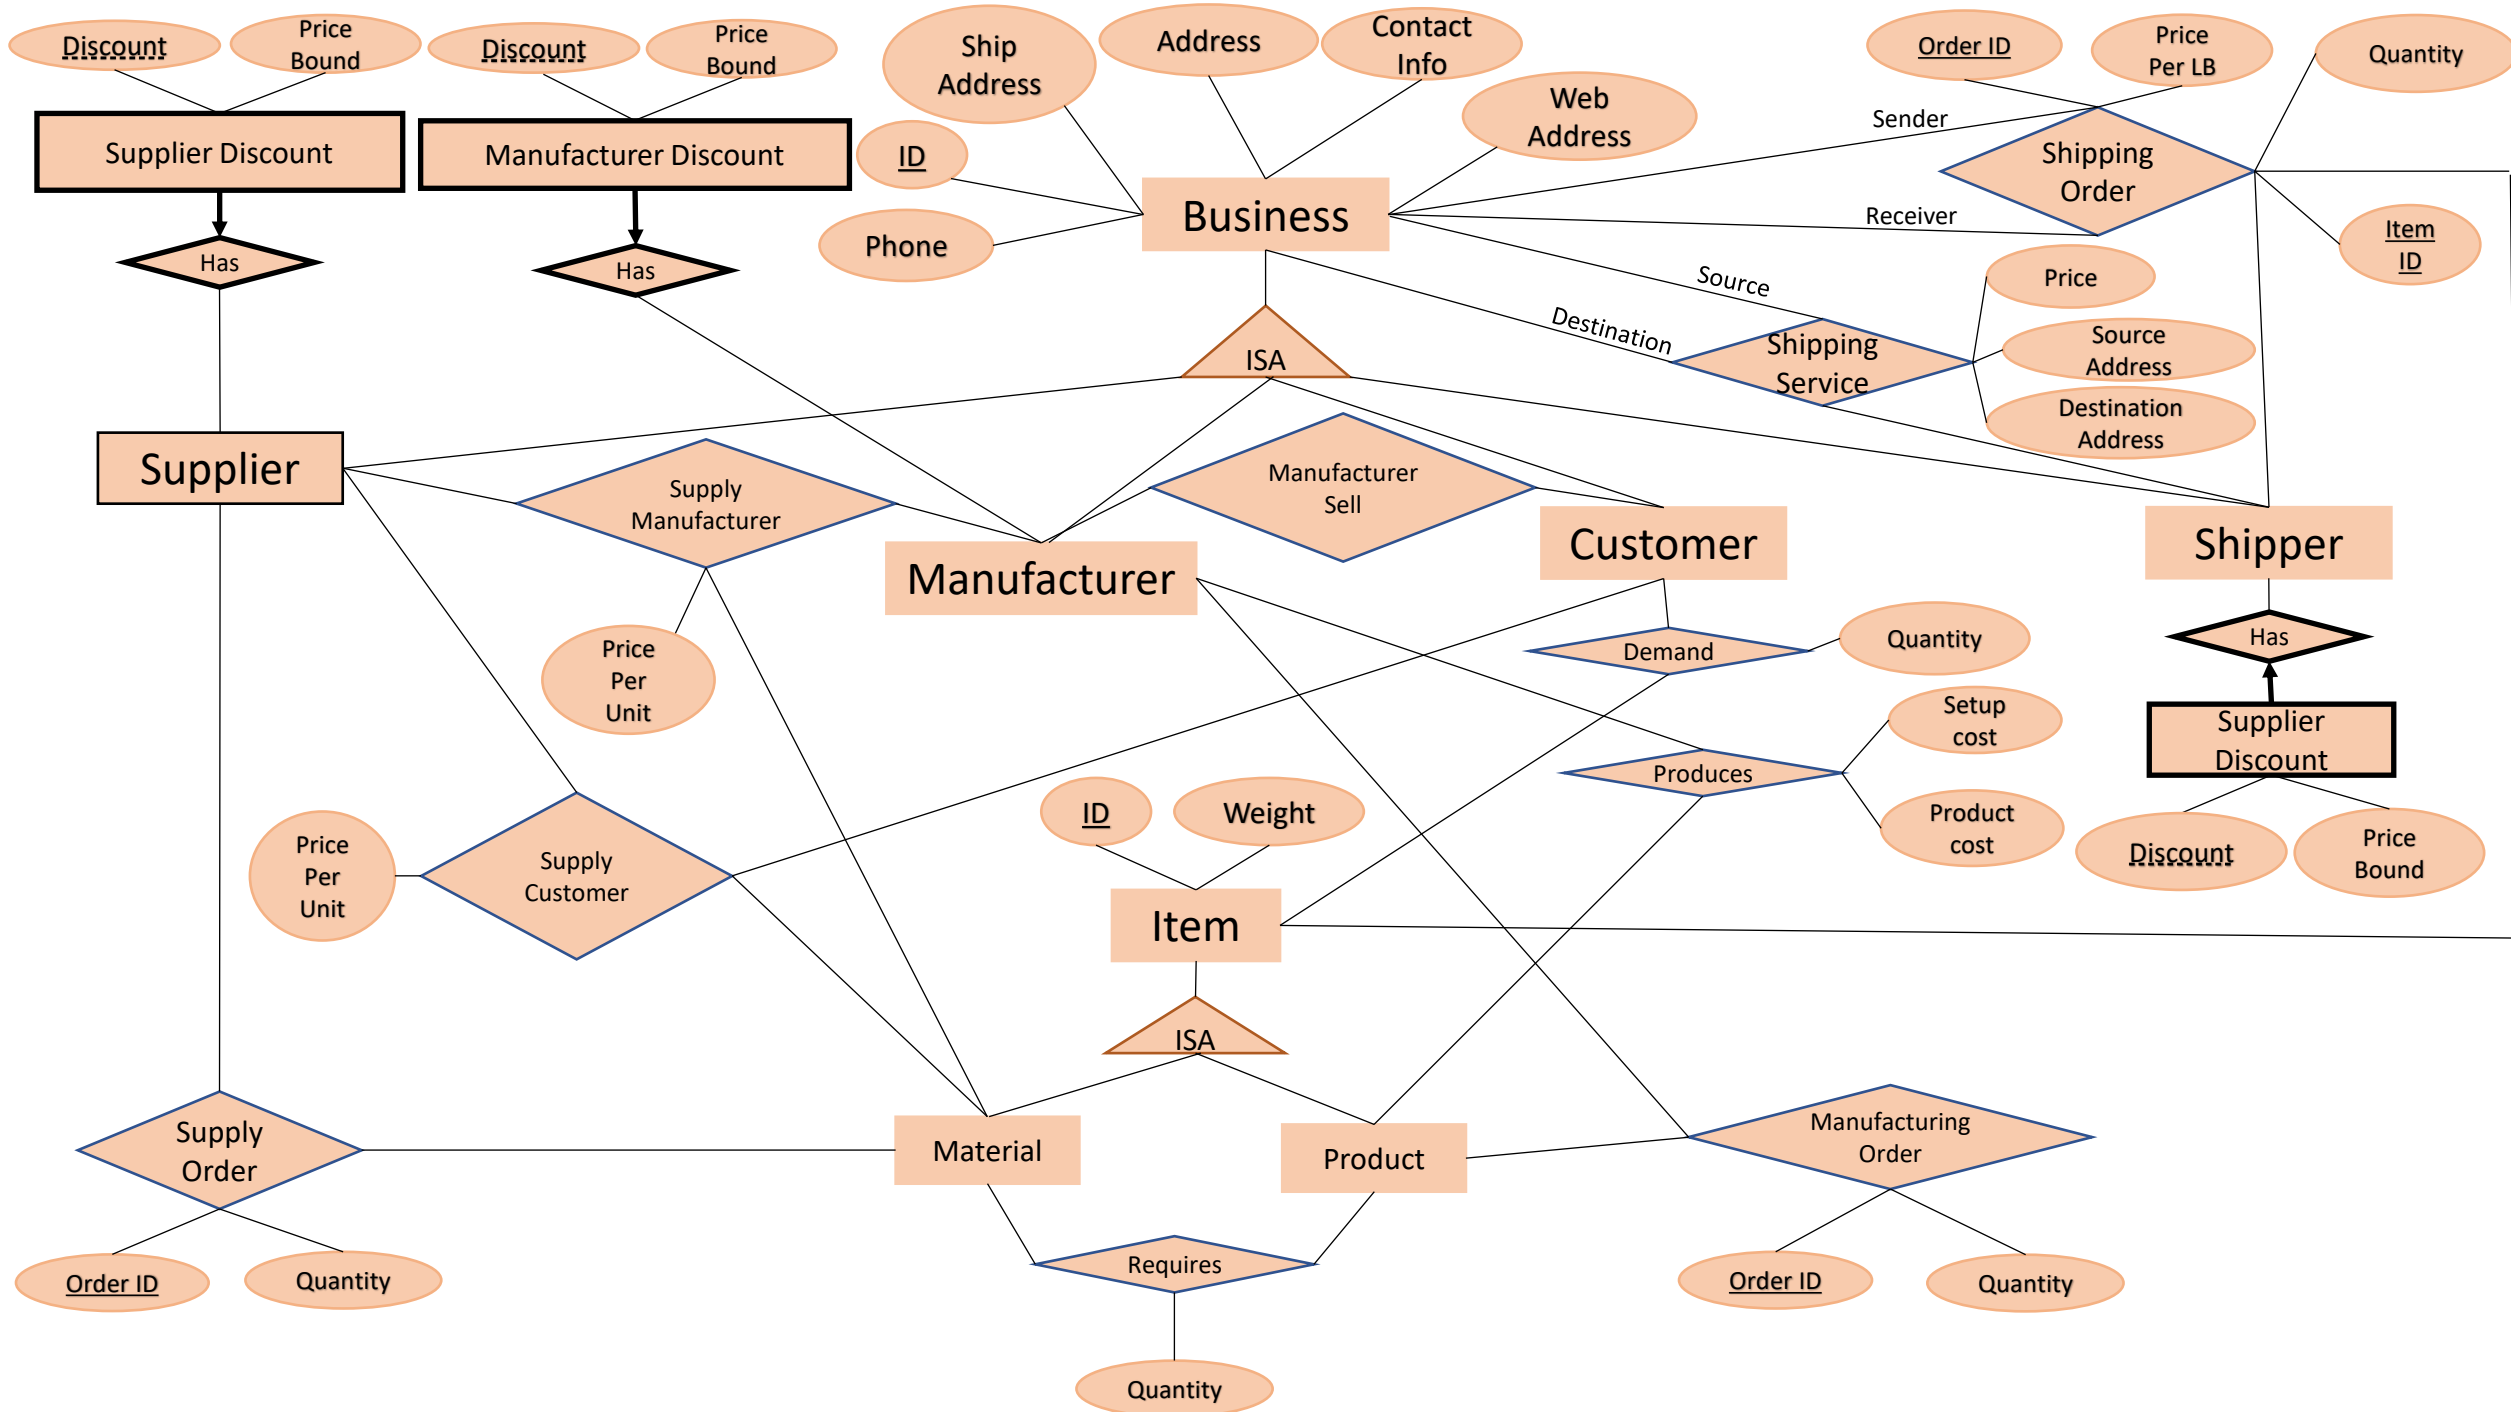 Discount
Price
Bound
Discount
Price
Bound
Ship
Address
Address
Contact
Info
Web
Address
Order ID
Price
Per LB
Quantity
Supplier Discount
Manufacturer Discount
ID
Phone
Business
Sender
Receiver
Shipping
Order
Item
ID
Has
Has
Source
Destination
Shipping
Service
Price
Source
Address
Destination
Address
ISA
Supplier
Supply
Manufacturer
Manufacturer
Sell
Manufacturer
Customer
Shipper
Price
Per
Unit
Demand
Quantity
Has
Setup
cost
Produces
Product
cost
Supplier
Discount
Discount
Price
Bound
Price
Per
Unit
Supply
Customer
ID
Weight
Item
ISA
Supply
Order
Material
Product
Manufacturing
Order
Order ID
Quantity
Requires
Order ID
Quantity
Quantity